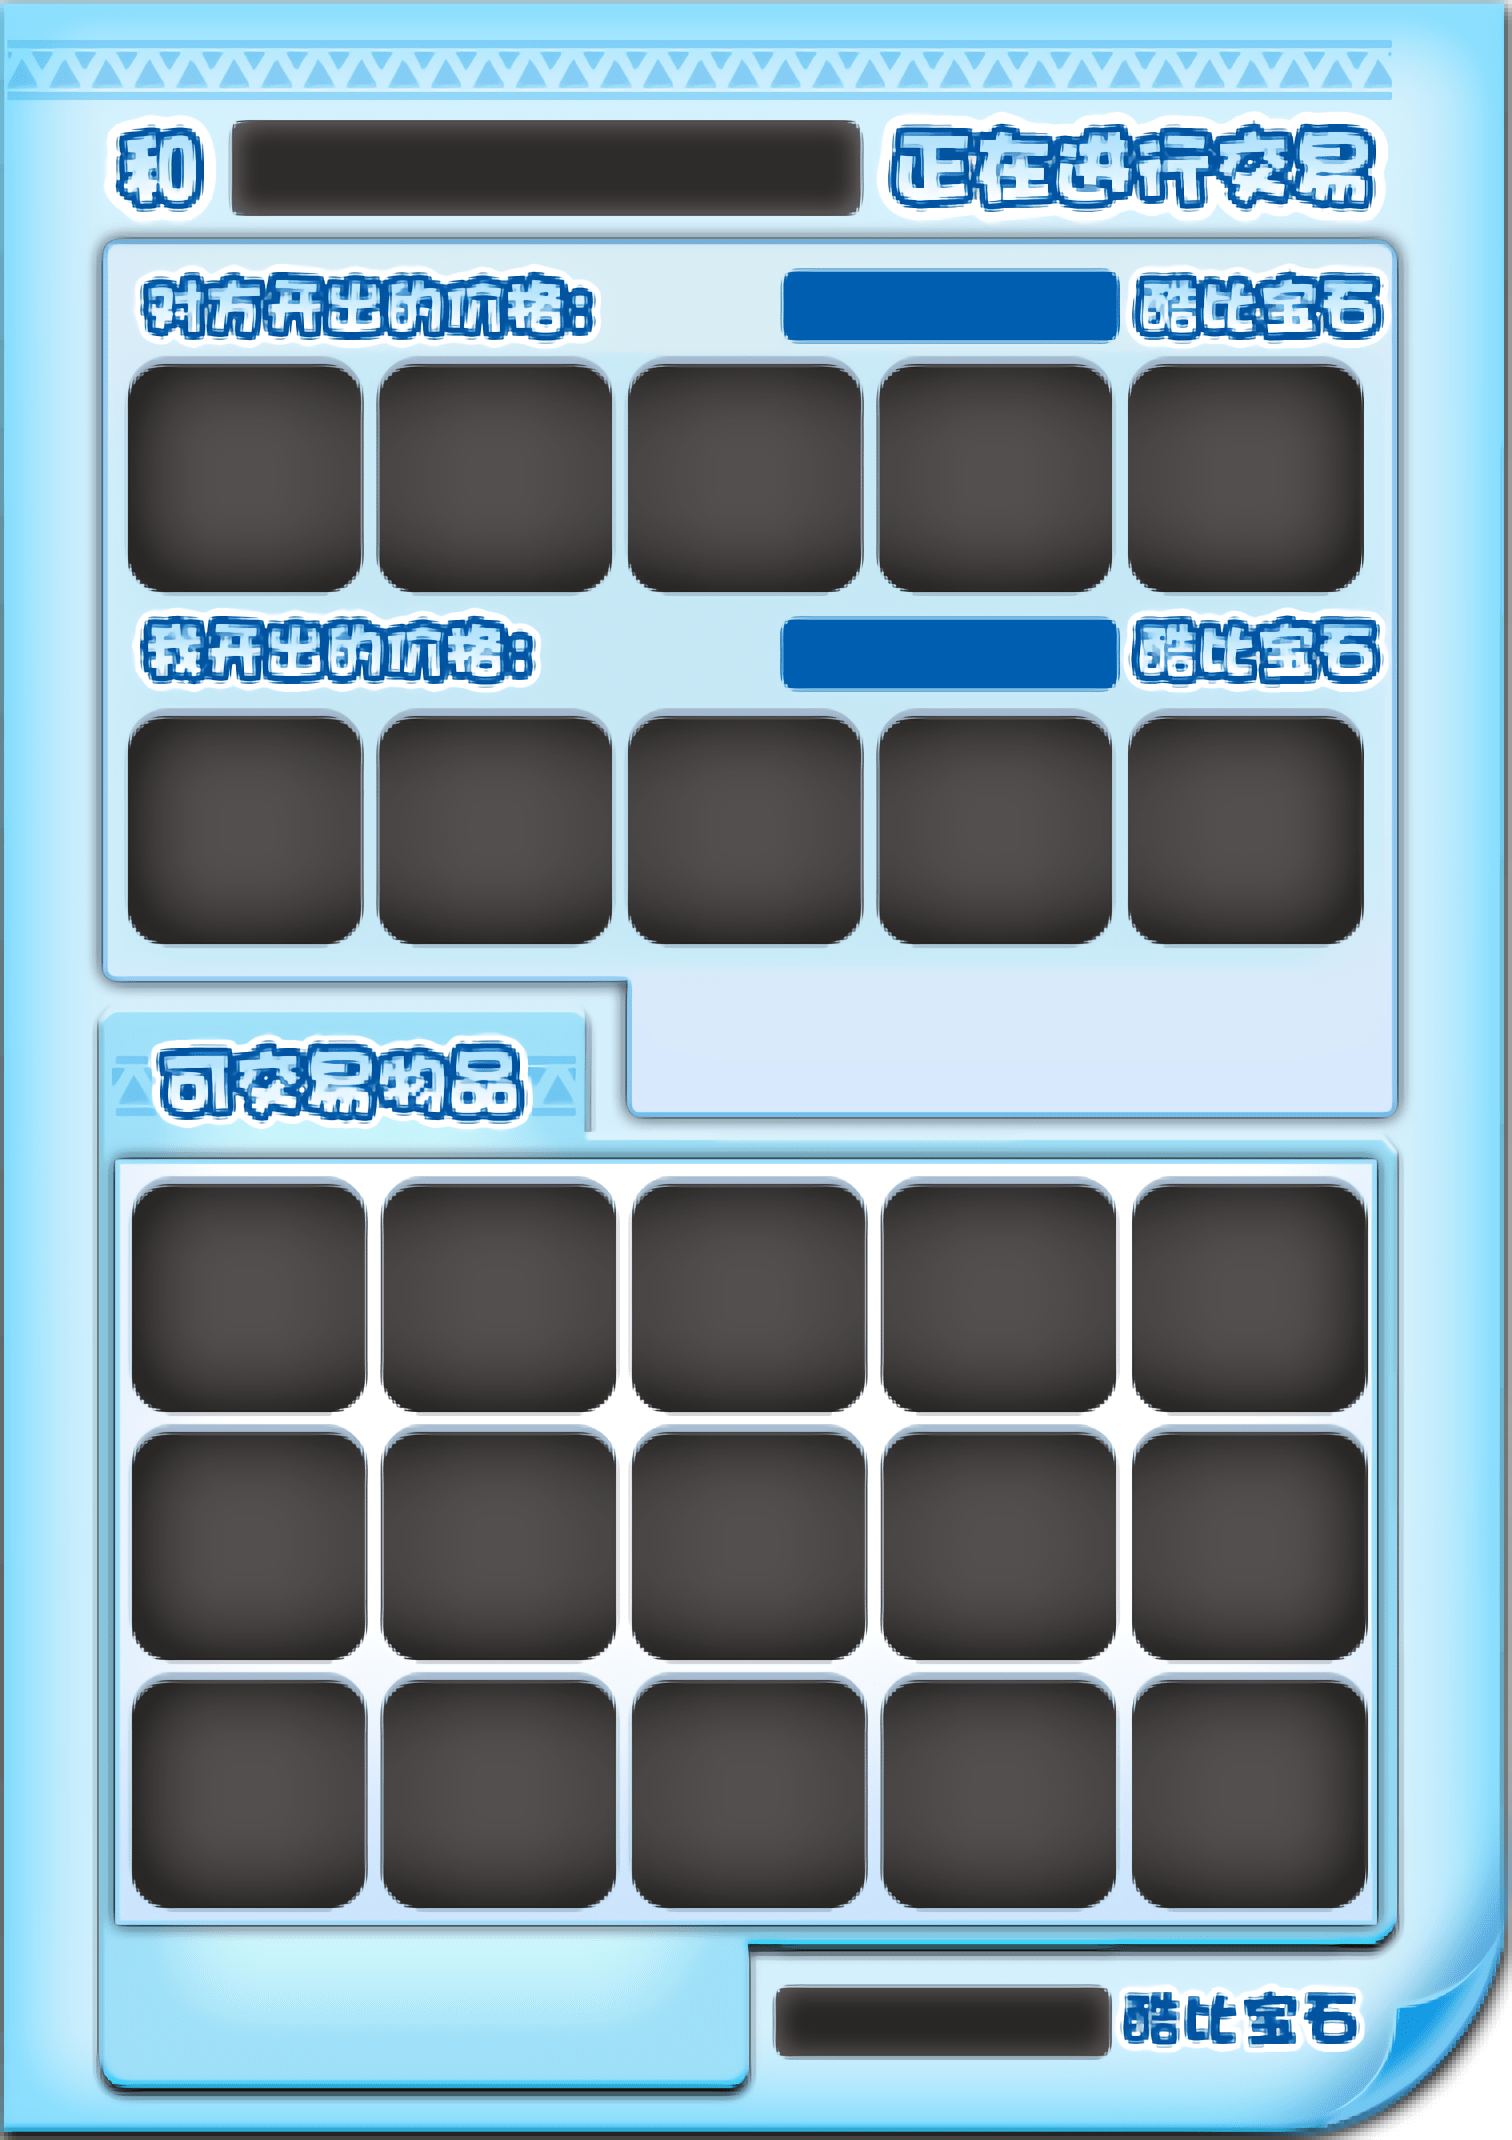 和 正在进行交易
对方开出的价格: 酷比宝石
我开出的价格: 酷比宝石
可交易物品
酷比宝石